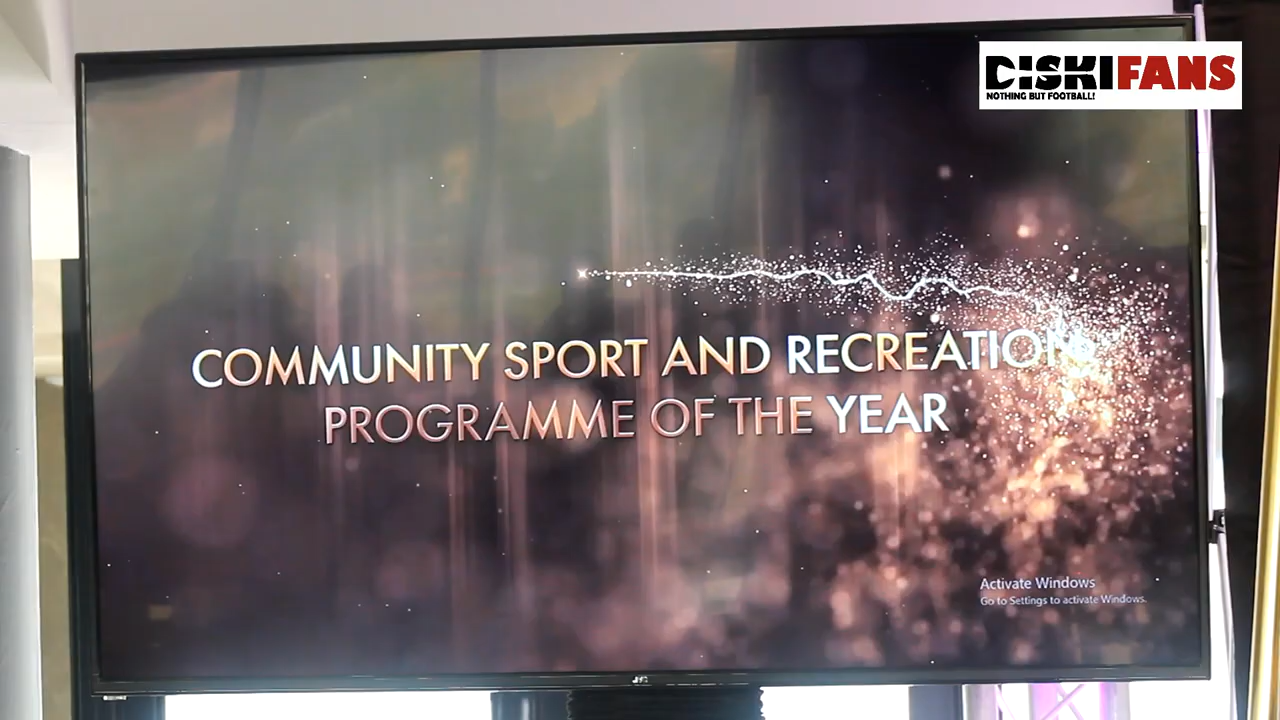 DISKIFANS
NOTHING BUT FOOTBALL!
COMMUNITY SPORT AND RECREATION
PROGRAMME OF THE YEAR
Activate Windows
Go to Settings to activate Windows.
JVC